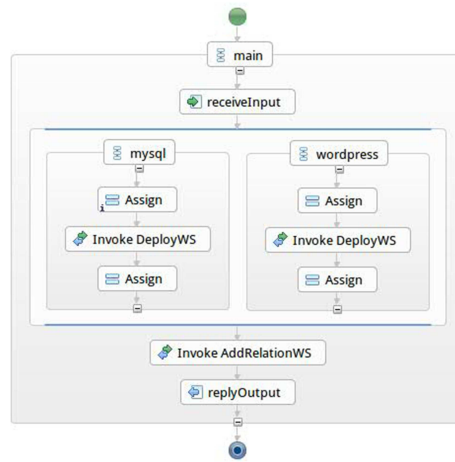 main
receiveInput
mysql
wordpress
Assign
Assign
Invoke DeployWS
Invoke DeployWS
Assign
Assign
Invoke AddRelationWS
replyOutput